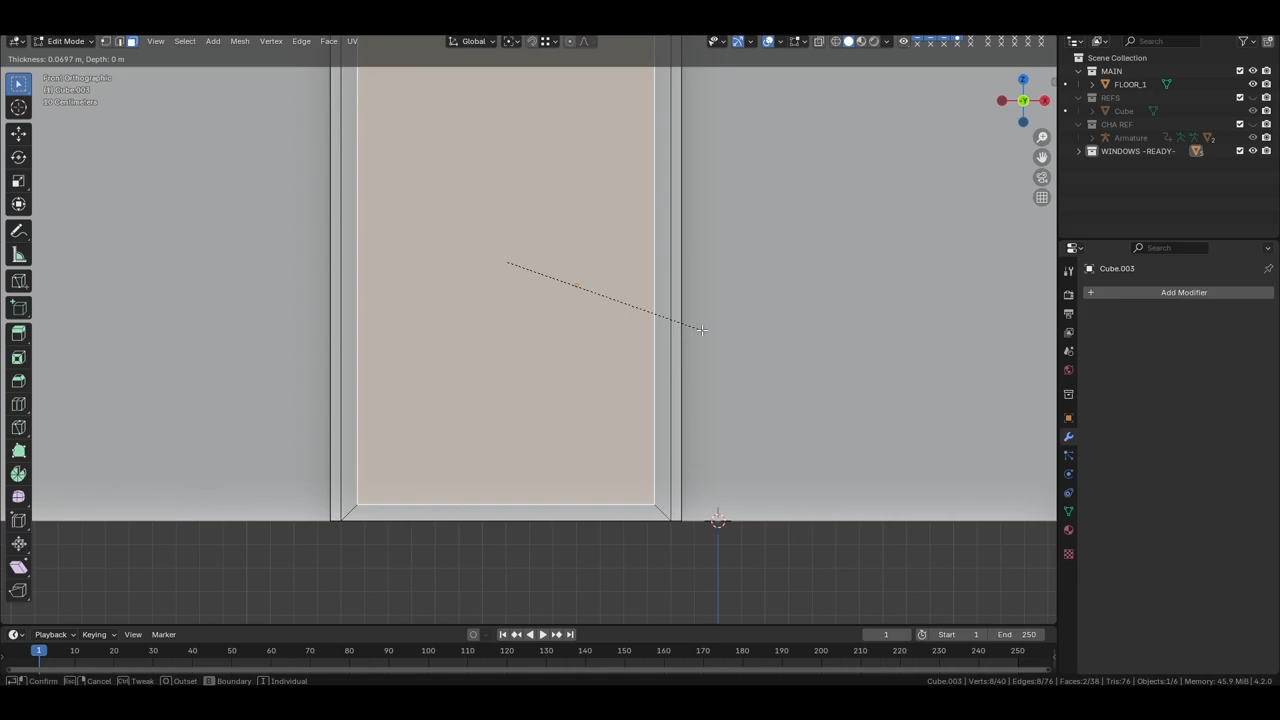 Edit Mode View Select Add Mesh Vertex Edge Face UV Global Search
Thickness: 0.0697 m, Depth: 0 m
Front Orthographic
(1) Cube.003
10 Centimeters
Scene Collection
MAIN
FLOOR_1
REFS
Cube
CHA REF
Armature 2
WINDOWS -READY-
Search
Cube.003
+ Add Modifier
Z
-Y X
Playback Keying View Marker 1 Start 1 End 250
1 10 20 30 40 50 60 70 80 90 100 110 120 130 140 150 160 170 180 190 200 210 220 230 240 250
Confirm Esc Cancel Tweak O Outset B Boundary I Individual Cube.003 | Verts:8/40 | Edges:8/76 | Faces:2/38 | Tris:76 | Objects:1/6 | Memory: 45.9 MiB | 4.2.0